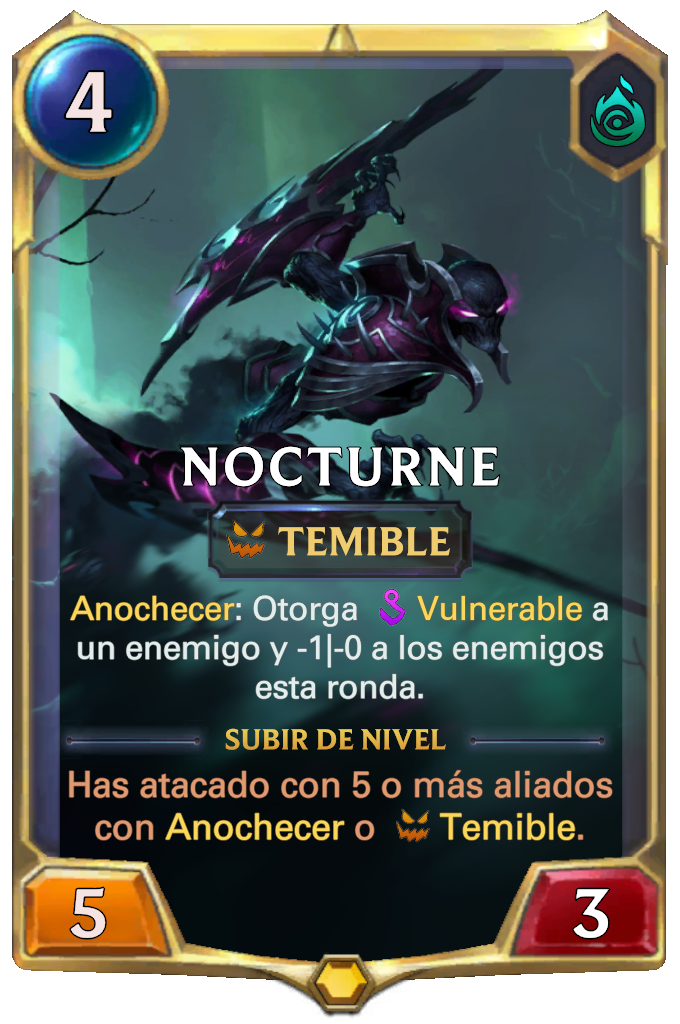 4
NOCTURNE
TEMIBLE
Anochecer: Otorga Vulnerable a
un enemigo y -1|-0 a los enemigos
esta ronda.
SUBIR DE NIVEL
Has atacado con 5 o más aliados
con Anochecer o Temible.
5
3